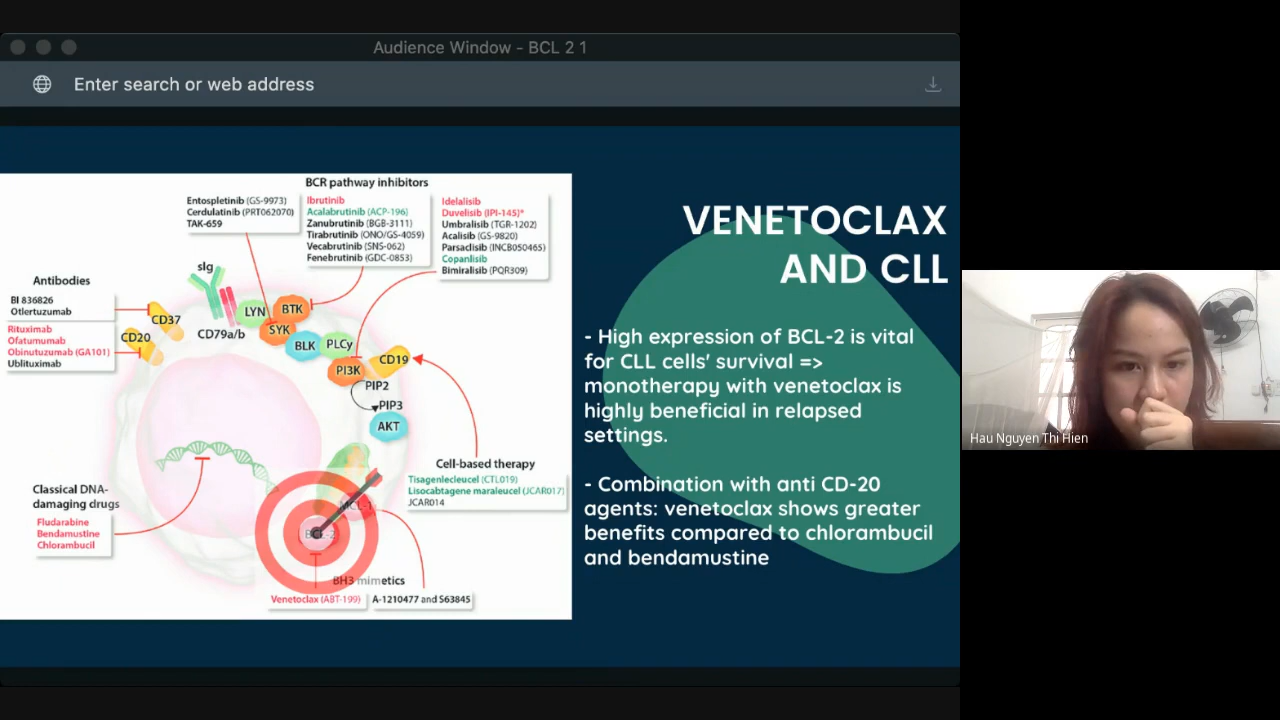 Audience Window - BCL 2 1
Enter search or web address
BCR pathway inhibitors
Entospletinib (GS-9973)
Cerdulatinib (PRT062070)
TAK-659
Ibrutinib
Acalabrutinib (ACP-196)
Zanubrutinib (BGB-3111)
Tirabrutinib (ONO/GS-4059)
Vecabrutinib (SNS-062)
Fenebrutinib (GDC-0853)
Idelalisib
Duvelisib (IPI-145)*
Umbralisib (TGR-1202)
Acalisib (GS-9820)
Parsaclisib (INCB050465)
Copanlisib
Bimiralisib (PQR309)
Antibodies
BI 836826
Otlertuzumab
Rituximab
Ofatumumab
Obinutuzumab (GA101)
Ublituximab
sIg
CD37
CD20
CD79a/b
LYN
BTK
SYK
BLK
PLCγ
PI3K
CD19
PIP2
PIP3
AKT
Cell-based therapy
Tisagenlecleucel (CTL019)
Lisocabtagene maraleucel (JCAR017)
JCAR014
Classical DNA-
damaging drugs
Fludarabine
Bendamustine
Chlorambucil
MCL-1
BCL-2
BH3 mimetics
Venetoclax (ABT-199)
A-1210477 and S63845
VENETOCLAX
AND CLL
- High expression of BCL-2 is vital
for CLL cells' survival =>
monotherapy with venetoclax is
highly beneficial in relapsed
settings.
- Combination with anti CD-20
agents: venetoclax shows greater
benefits compared to chlorambucil
and bendamustine
Hau Nguyen Thi Hien